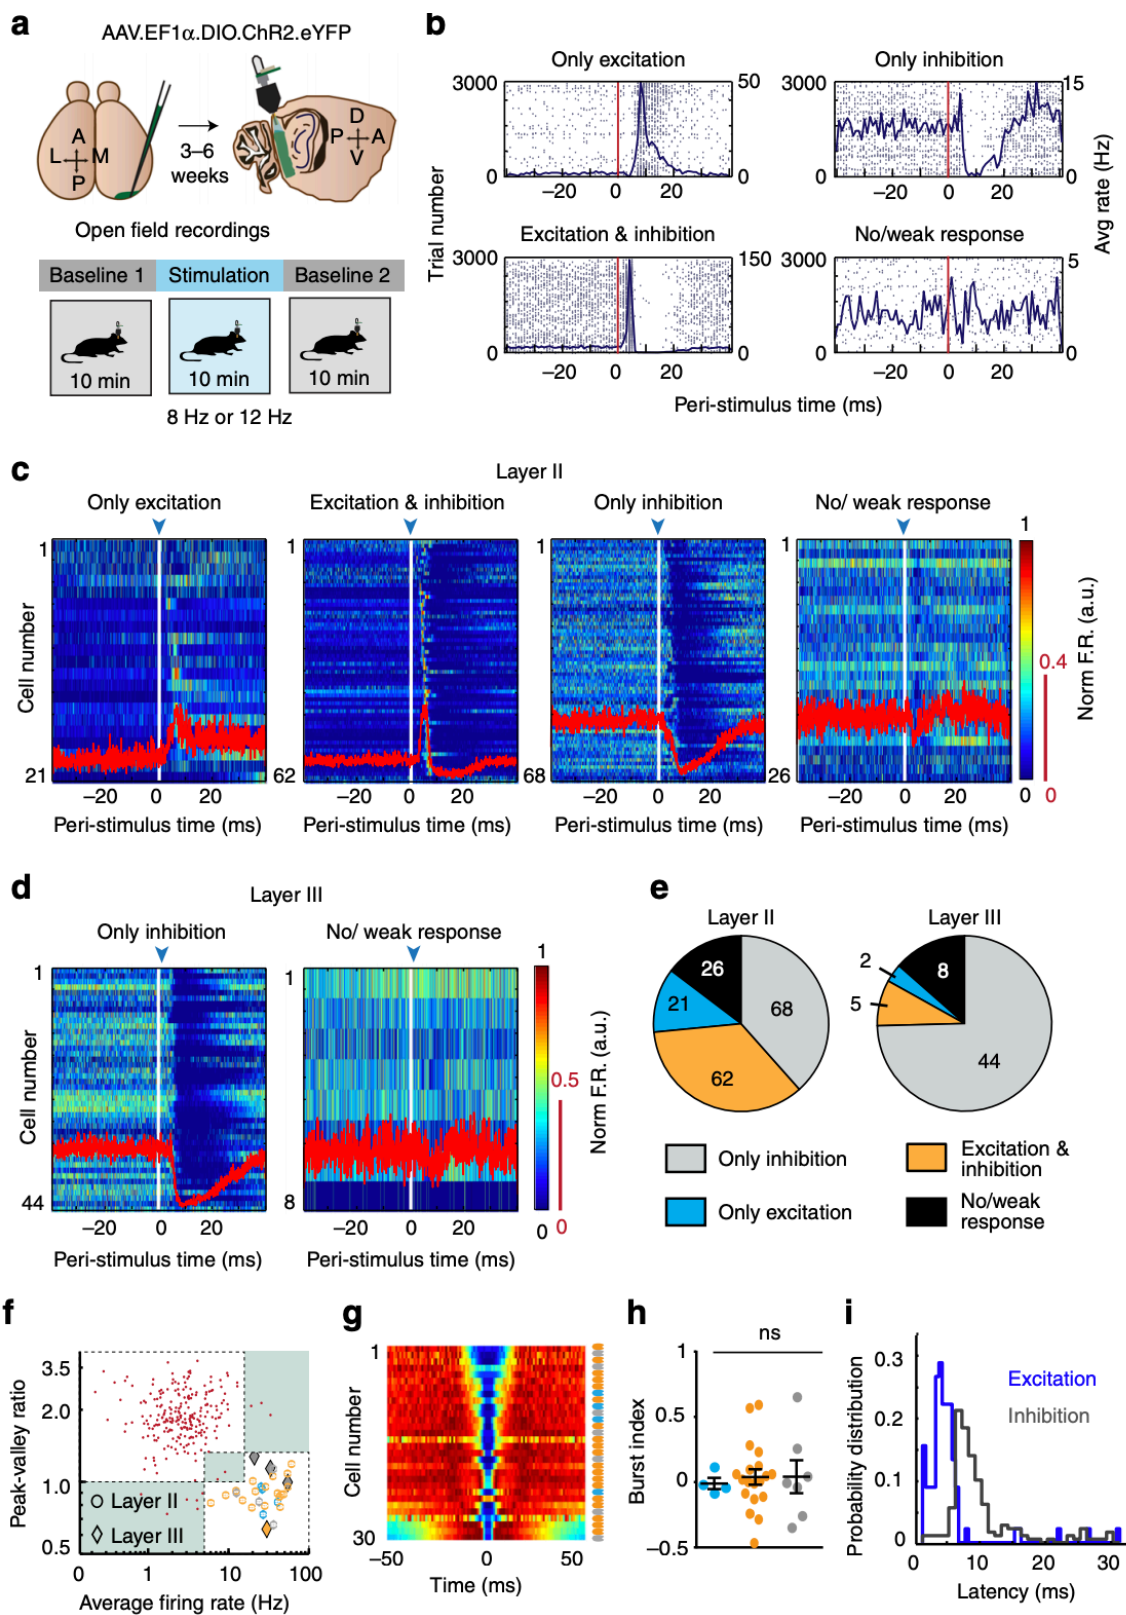 a
AAV.EF1α.DIO.ChR2.eYFP
A
L M
P
3–6
weeks
D
P A
V
Open field recordings
Baseline 1 Stimulation Baseline 2
10 min 10 min 10 min
8 Hz or 12 Hz
b
Only excitation Only inhibition
3000 50 3000 15
0 0 0 0
−20 0 20 −20 0 20
Trial number
Avg rate (Hz)
Excitation & inhibition No/weak response
3000 150 3000 5
0 0 0 0
−20 0 20 −20 0 20
Peri-stimulus time (ms)
c
Layer II
Only excitation Excitation & inhibition Only inhibition No/ weak response
1 1 1 1 1
Cell number
Norm F.R. (a.u.)
0.4
21 62 68 26
−20 0 20 −20 0 20 −20 0 20 −20 0 20 0 0
Peri-stimulus time (ms) Peri-stimulus time (ms) Peri-stimulus time (ms) Peri-stimulus time (ms)
d
Layer III
Only inhibition No/ weak response
1 1 1
Cell number
Norm F.R. (a.u.)
0.5
44 8
−20 0 20 −20 0 20 0 0
Peri-stimulus time (ms) Peri-stimulus time (ms)
e
Layer II Layer III
26 68 21 62
2 8 5 44
Only inhibition Excitation & inhibition
Only excitation No/weak response
f
Peak-valley ratio
3.5
2.0
1.0
0.5
Layer II
Layer III
0 1 10 100
Average firing rate (Hz)
g
Cell number
1
30
−50 0 50
Time (ms)
h
ns
Burst index
1
0.5
0
−0.5
i
Probability distribution
0.3
0.2
0.1
0
Excitation
Inhibition
0 10 20 30
Latency (ms)